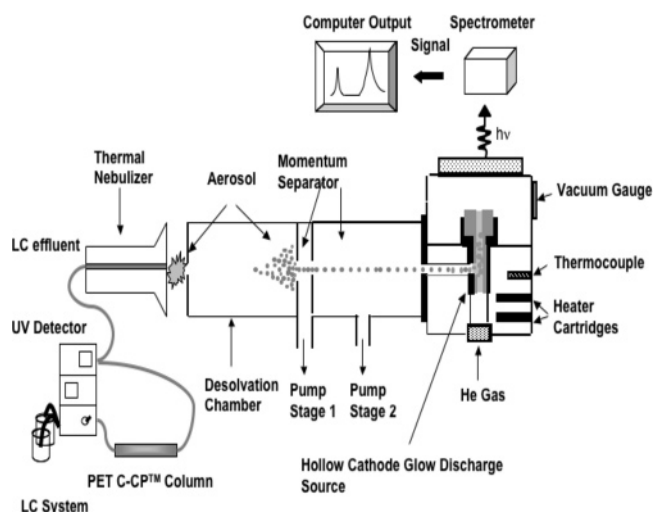 Computer Output
Spectrometer
Signal
hν
Thermal
Nebulizer
Aerosol
Momentum
Separator
Vacuum Gauge
LC effluent
Thermocouple
Heater
Cartridges
UV Detector
Desolvation
Chamber
Pump
Stage 1
Pump
Stage 2
He Gas
Hollow Cathode Glow Discharge
Source
PET C-CP™ Column
LC System